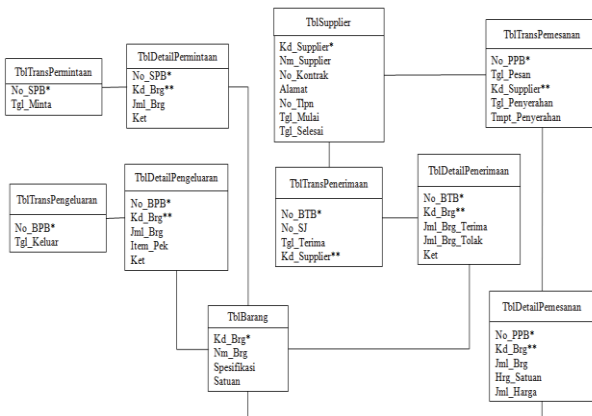 TblSupplier
Kd_Supplier*
Nm_Supplier
No_Kontrak
Alamat
No_Tlpn
Tgl_Mulai
Tgl_Selesai
TblTransPemesanan
No_PPB*
Tgl_Pesan
Kd_Supplier**
Tgl_Penyerahan
Tmpt_Penyerahan
TblDetailPermintaan
No_SPB*
Kd_Brg**
Jml_Brg
Ket
TblTransPermintaan
No_SPB*
Tgl_Minta
TblDetailPengeluaran
No_BPB*
Kd_Brg**
Jml_Brg
Item_Pek
Ket
TblTransPengeluaran
No_BPB*
Tgl_Keluar
TblTransPenerimaan
No_BTB*
No_SJ
Tgl_Terima
Kd_Supplier**
TblDetailPenerimaan
No_BTB*
Kd_Brg**
Jml_Brg_Terima
Jml_Brg_Tolak
Ket
TblBarang
Kd_Brg*
Nm_Brg
Spesifikasi
Satuan
TblDetailPemesanan
No_PPB*
Kd_Brg**
Jml_Brg
Hrg_Satuan
Jml_Harga